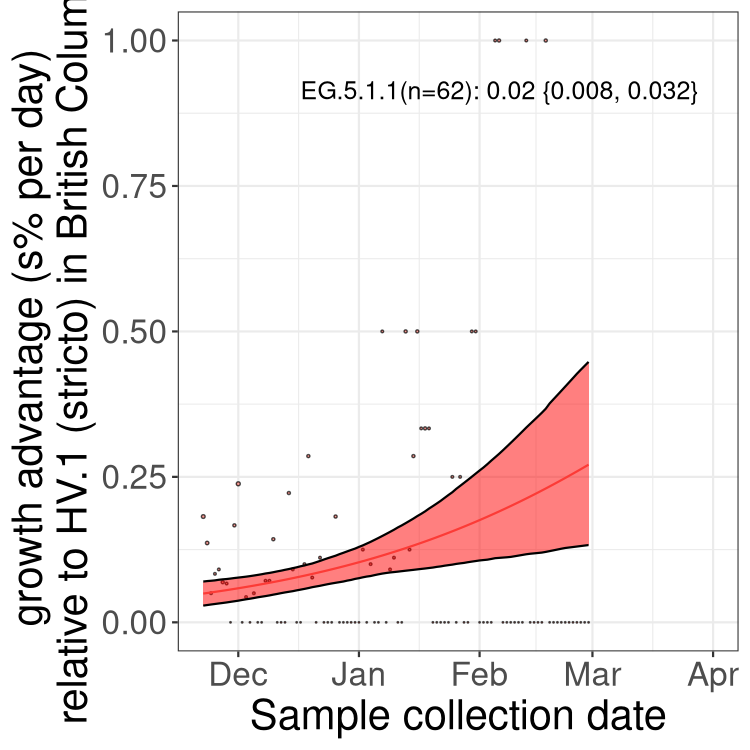 growth advantage (s% per day)
relative to HV.1 (stricto) in British Colum
1.00
0.75
0.50
0.25
0.00
EG.5.1.1(n=62): 0.02 {0.008, 0.032}
Dec Jan Feb Mar Apr
Sample collection date